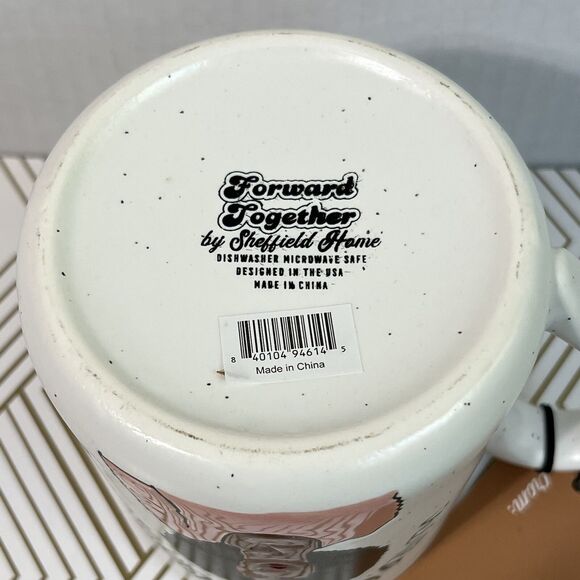 Forward
Together
by Sheffield Home
DISHWASHER MICROWAVE SAFE
DESIGNED IN THE USA
MADE IN CHINA
8 40104 94614 5
Made in China